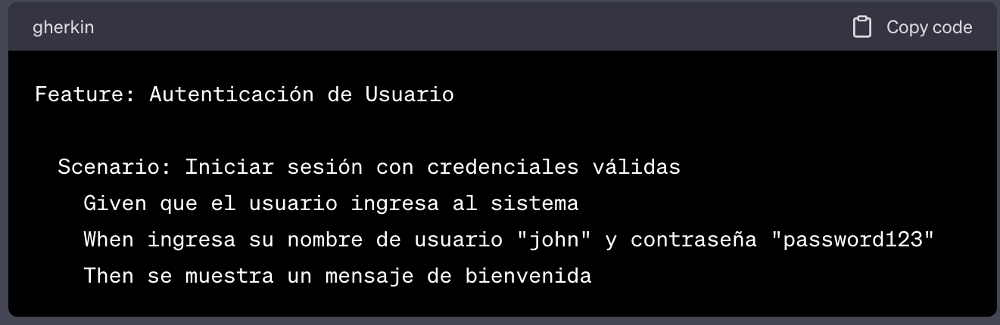 gherkin
Copy code
Feature: Autenticación de Usuario
Scenario: Iniciar sesión con credenciales válidas
Given que el usuario ingresa al sistema
When ingresa su nombre de usuario "john" y contraseña "password123"
Then se muestra un mensaje de bienvenida